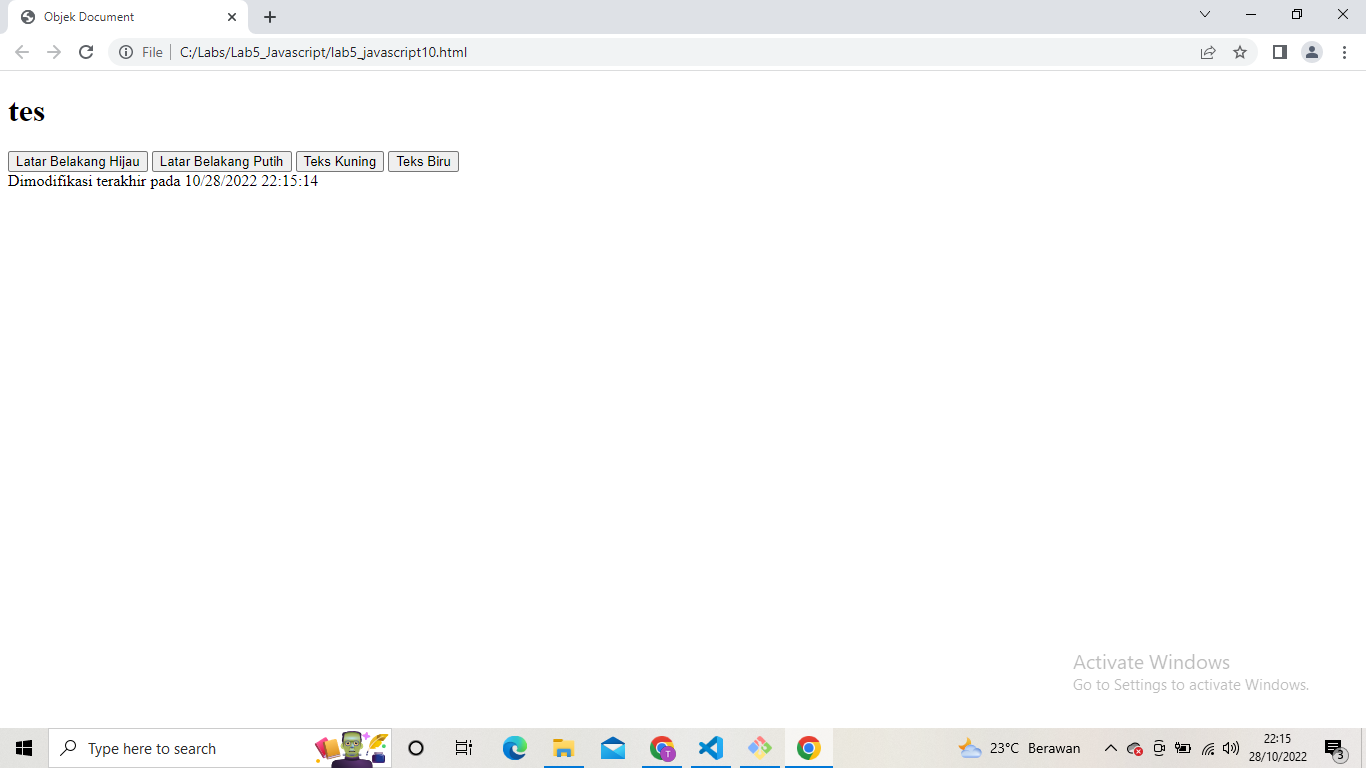 Objek Document
File C:/Labs/Lab5_Javascript/lab5_javascript10.html
tes
Latar Belakang Hijau Latar Belakang Putih Teks Kuning Teks Biru
Dimodifikasi terakhir pada 10/28/2022 22:15:14
Activate Windows
Go to Settings to activate Windows.
Type here to search
T
23°C Berawan
22:15
28/10/2022
3